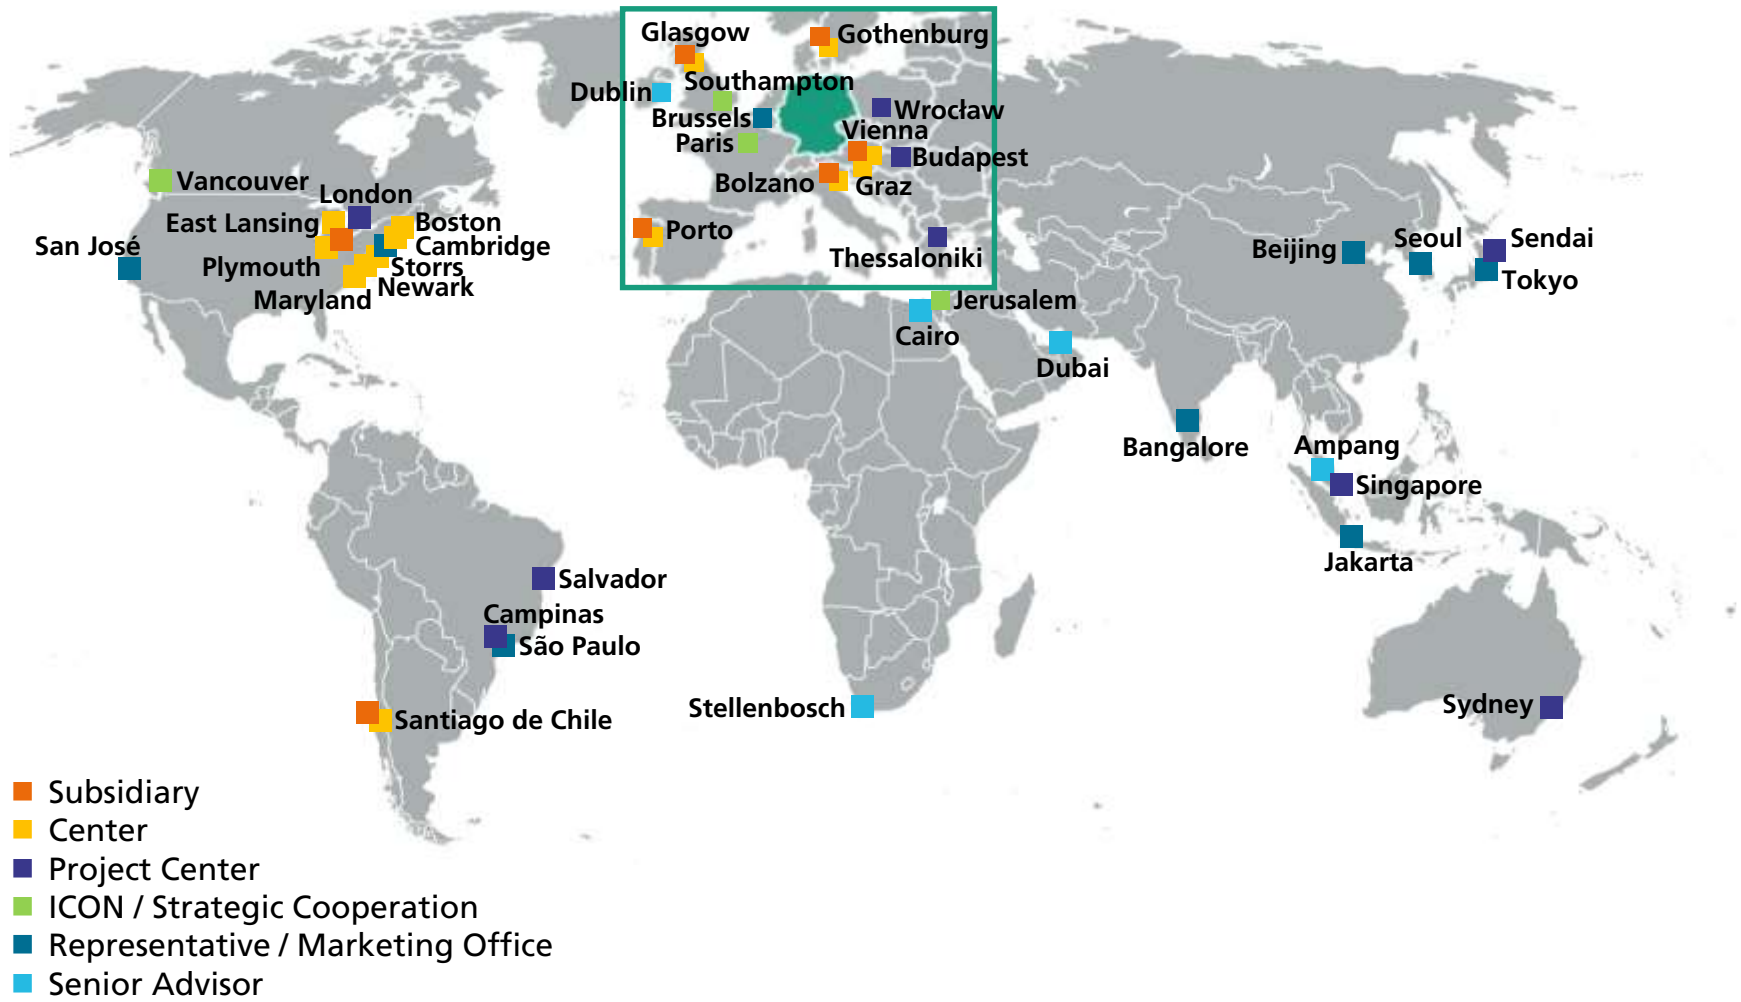 Glasgow
Gothenburg
Southampton
Dublin
Wrocław
Brussels
Vienna
Paris
Budapest
Bolzano
Graz
Porto
Thessaloniki
Vancouver
London
East Lansing
Boston
San José
Cambridge
Plymouth
Storrs
Newark
Maryland
Jerusalem
Cairo
Dubai
Beijing
Seoul
Sendai
Tokyo
Bangalore
Ampang
Singapore
Jakarta
Salvador
Campinas
São Paulo
Santiago de Chile
Stellenbosch
Sydney
Subsidiary
Center
Project Center
ICON / Strategic Cooperation
Representative / Marketing Office
Senior Advisor